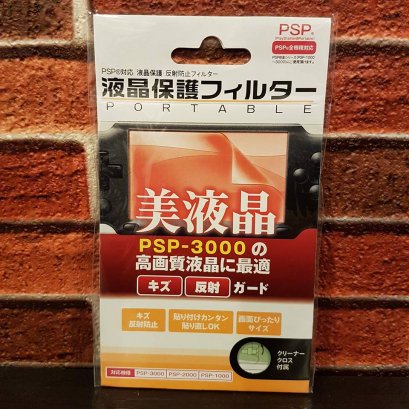 PSP®
PlayStation®Portable
PSP®全機種対応
PSP®対応 液晶保護 反射防止フィルター
液晶保護フィルター
PORTABLE
美液晶
PSP-3000の
高画質液晶に最適
キズ 反射 ガード
キズ
反射防止
貼り付けカンタン
貼り直しOK
画面ぴったり
サイズ
クリーナー
クロス
付属
対応機種 PSP-3000 PSP-2000 PSP-1000